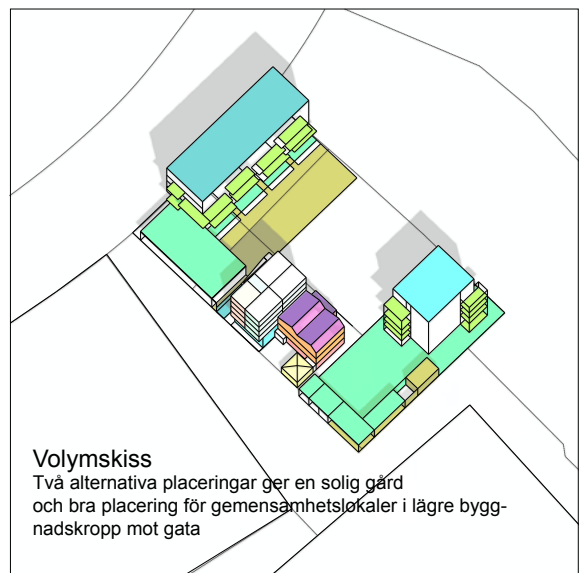 Volymskiss
Två alternativa placeringar ger en solig gård
och bra placering för gemensamhetslokaler i lägre bygg-
nadskropp mot gata